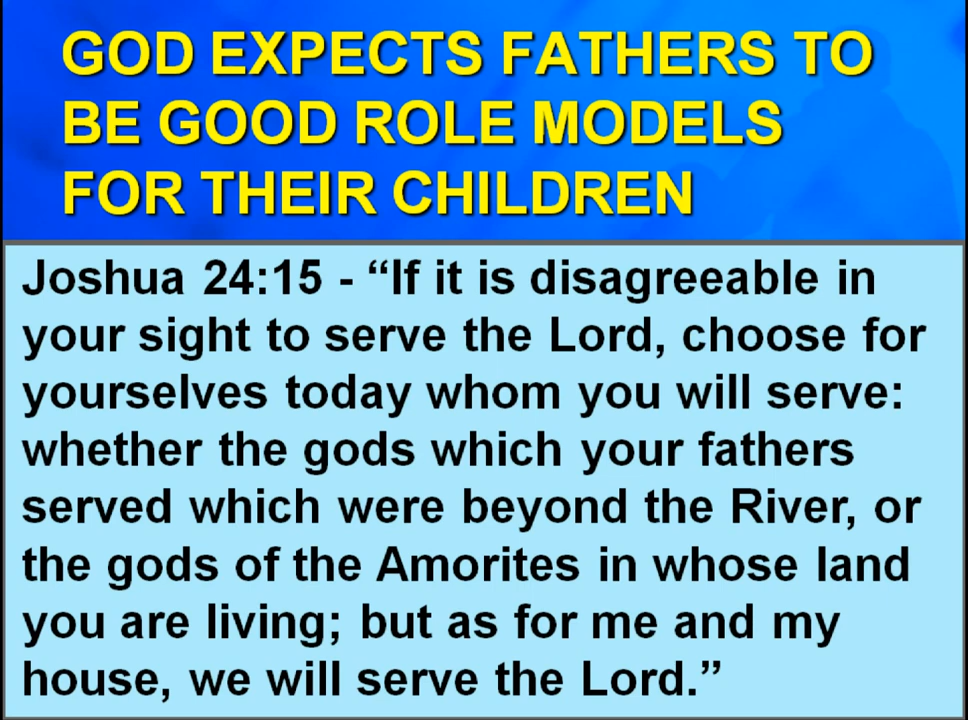 GOD EXPECTS FATHERS TO
BE GOOD ROLE MODELS
FOR THEIR CHILDREN
Joshua 24:15 - “If it is disagreeable in
your sight to serve the Lord, choose for
yourselves today whom you will serve:
whether the gods which your fathers
served which were beyond the River, or
the gods of the Amorites in whose land
you are living; but as for me and my
house, we will serve the Lord.”